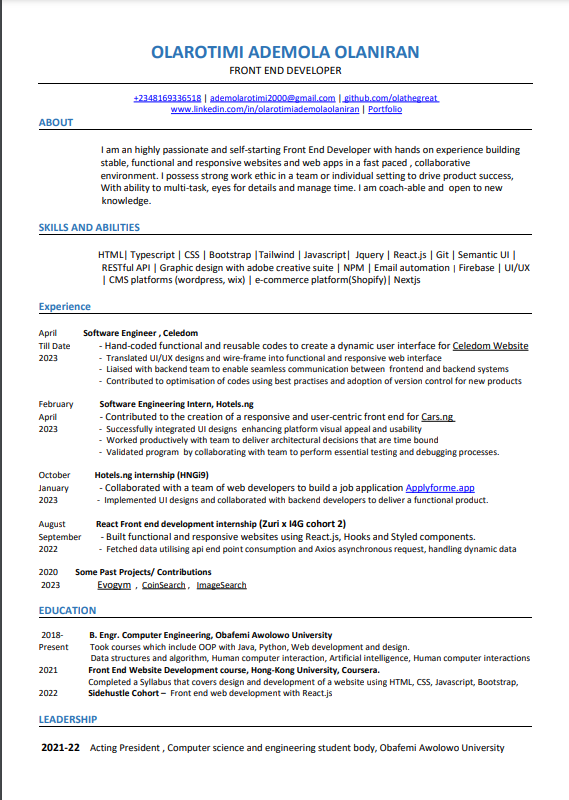 OLAROTIMI ADEMOLA OLANIRAN
FRONT END DEVELOPER
+2348169336518 | ademolarotimi2000@gmail.com | github.com/olathegreat
www.linkedin.com/in/olarotimiademolaolaniran | Portfolio
ABOUT
I am an highly passionate and self-starting Front End Developer with hands on experience building
stable, functional and responsive websites and web apps in a fast paced , collaborative
environment. I possess strong work ethic in a team or individual setting to drive product success,
With ability to multi-task, eyes for details and manage time. I am coach-able and open to new
knowledge.
SKILLS AND ABILITIES
HTML| Typescript | CSS | Bootstrap |Tailwind | Javascript| Jquery | React.js | Git | Semantic UI |
RESTful API | Graphic design with adobe creative suite | NPM | Email automation | Firebase | UI/UX
| CMS platforms (wordpress, wix) | e-commerce platform(Shopify)| Nextjs
Experience
April Software Engineer , Celedom
Till Date - Hand-coded functional and reusable codes to create a dynamic user interface for Celedom Website
2023 - Translated UI/UX designs and wire-frame into functional and responsive web interface
- Liaised with backend team to enable seamless communication between frontend and backend systems
- Contributed to optimisation of codes using best practises and adoption of version control for new products
February Software Engineering Intern, Hotels.ng
April - Contributed to the creation of a responsive and user-centric front end for Cars.ng
2023 - Successfully integrated UI designs enhancing platform visual appeal and usability
- Worked productively with team to deliver architectural decisions that are time bound
- Validated program by collaborating with team to perform essential testing and debugging processes.
October Hotels.ng internship (HNGi9)
January - Collaborated with a team of web developers to build a job application Applyforme.app
2023 - Implemented UI designs and collaborated with backend developers to deliver a functional product.
August React Front end development internship (Zuri x I4G cohort 2)
September - Built functional and responsive websites using React.js, Hooks and Styled components.
2022 - Fetched data utilising api end point consumption and Axios asynchronous request, handling dynamic data
2020 Some Past Projects/ Contributions
2023 Evogym , CoinSearch , ImageSearch
EDUCATION
2018- B. Engr. Computer Engineering, Obafemi Awolowo University
Present Took courses which include OOP with Java, Python, Web development and design.
Data structures and algorithm, Human computer interaction, Artificial intelligence, Human computer interactions
2021 Front End Website Development course, Hong-Kong University, Coursera.
Completed a Syllabus that covers design and development of a website using HTML, CSS, Javascript, Bootstrap,
2022 Sidehustle Cohort – Front end web development with React.js
LEADERSHIP
2021-22 Acting President , Computer science and engineering student body, Obafemi Awolowo University